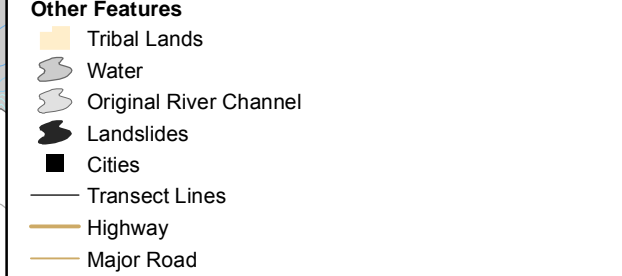 Other Features
Tribal Lands
Water
Original River Channel
Landslides
Cities
Transect Lines
Highway
Major Road